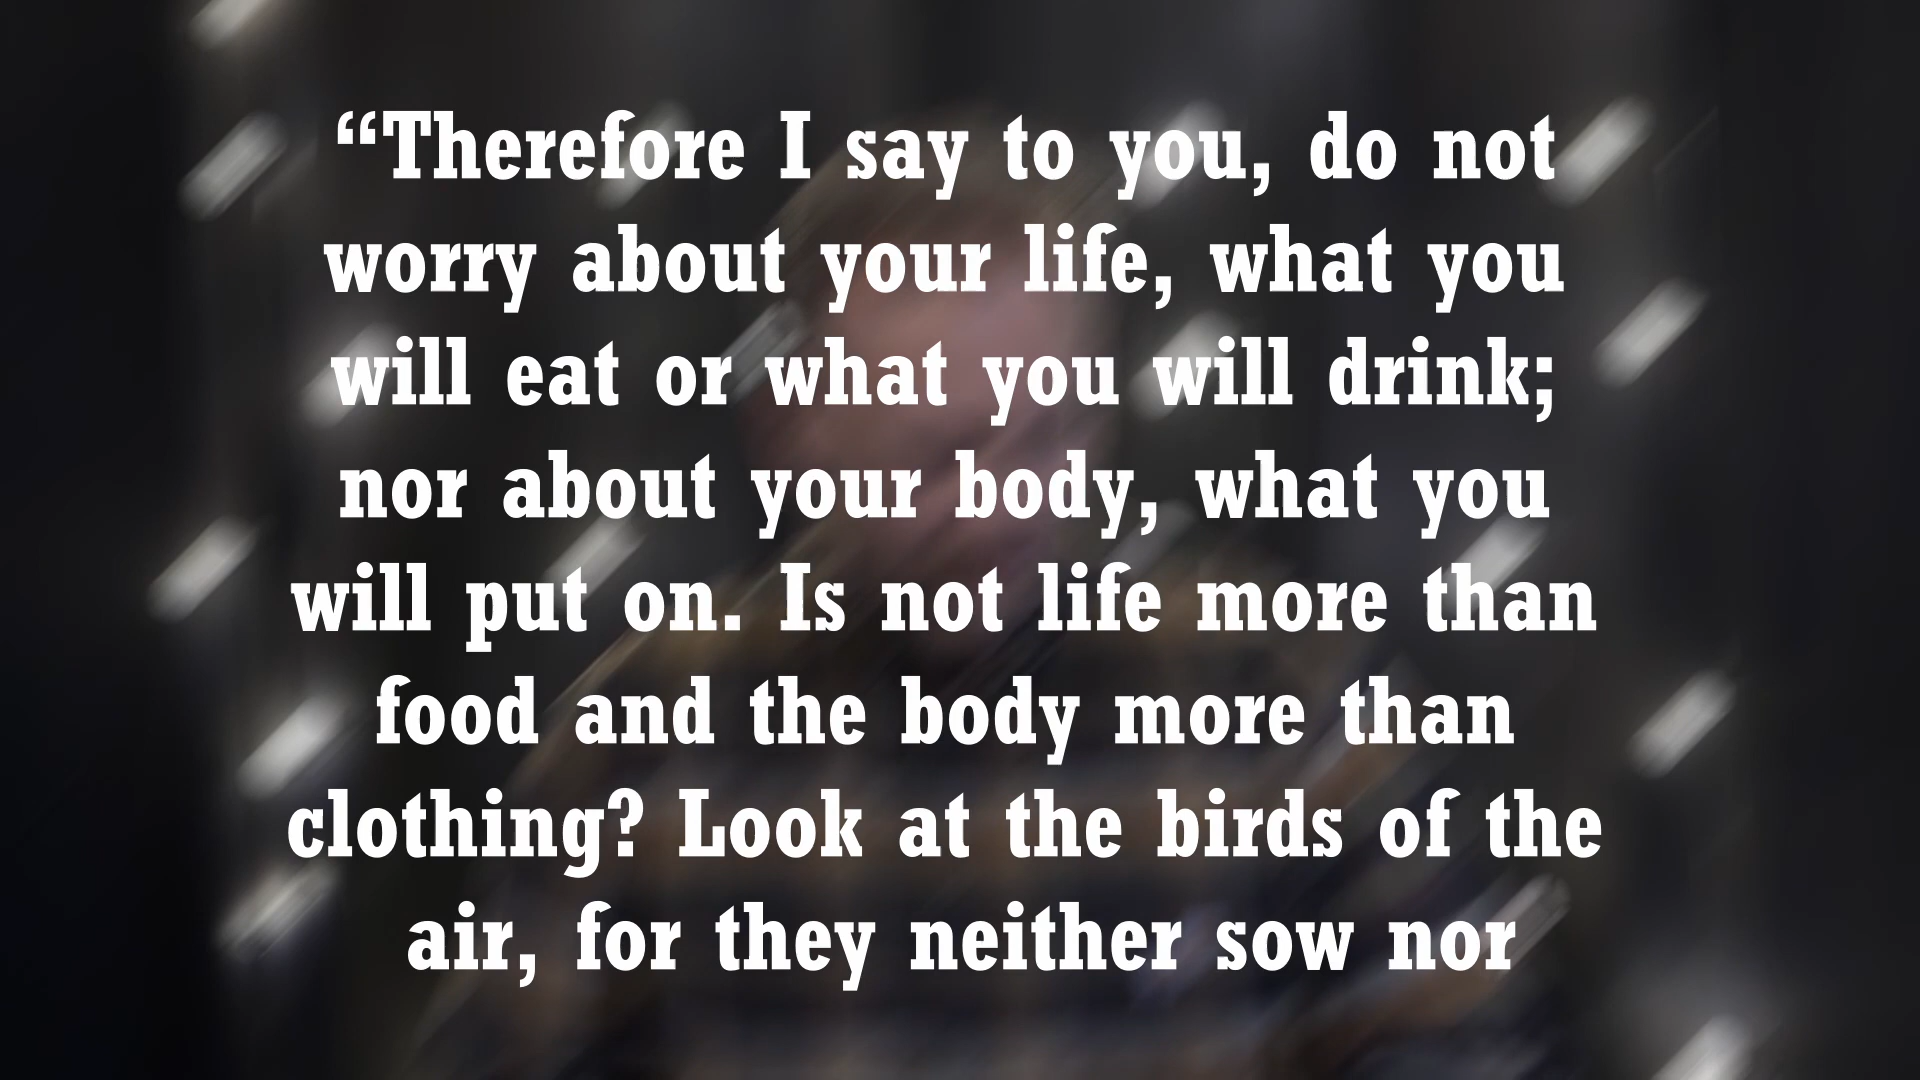 “Therefore I say to you, do not
worry about your life, what you
will eat or what you will drink;
nor about your body, what you
will put on. Is not life more than
food and the body more than
clothing? Look at the birds of the
air, for they neither sow nor